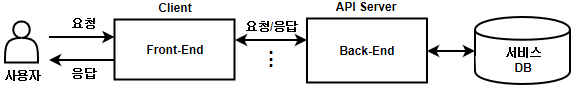 Client
API Server
요청
요청/응답
Front-End
Back-End
서비스
DB
사용자
응답